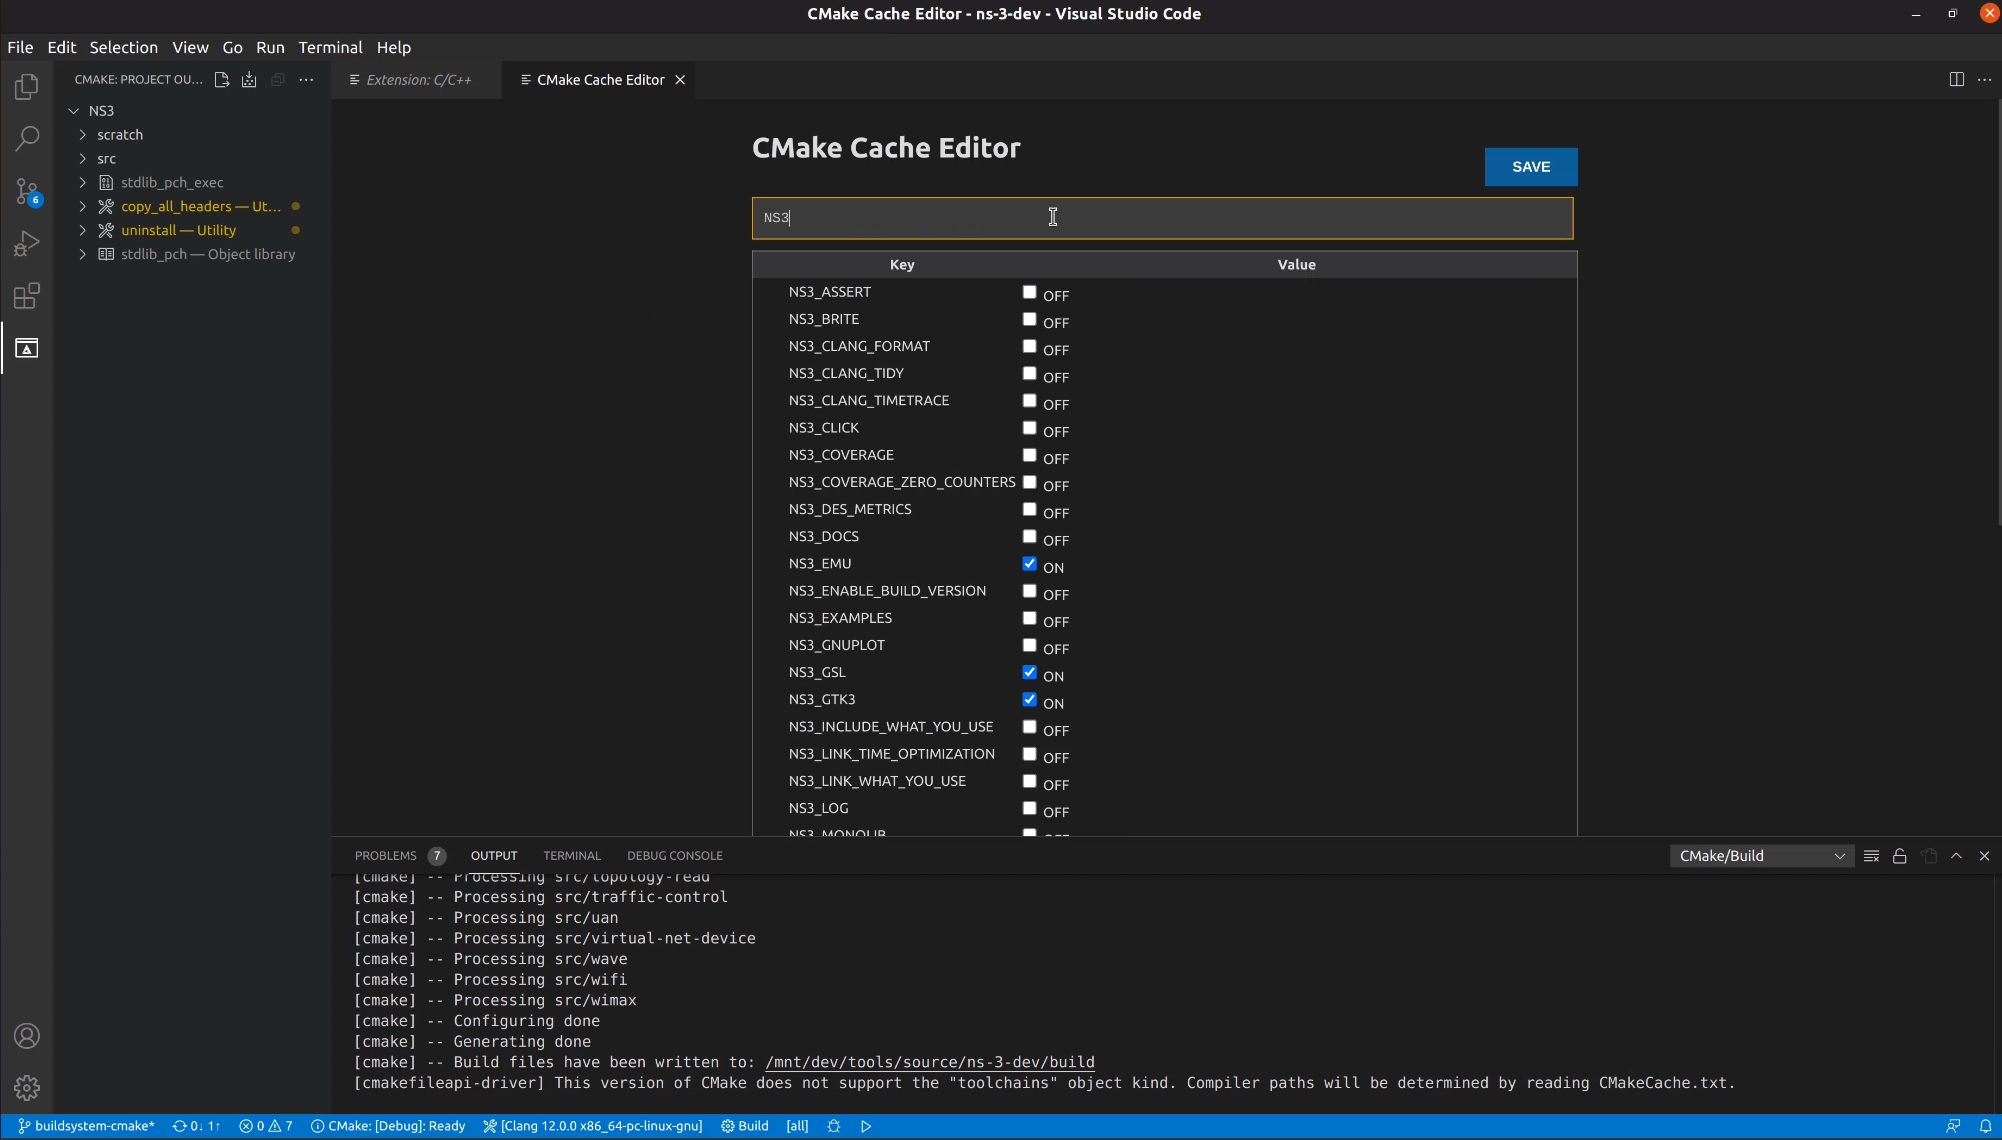 CMake Cache Editor - ns-3-dev - Visual Studio Code
File Edit Selection View Go Run Terminal Help
CMAKE: PROJECT OU...
Extension: C/C++
CMake Cache Editor
NS3
scratch
src
stdlib_pch_exec
copy_all_headers — Ut...
uninstall — Utility
stdlib_pch — Object library
6
CMake Cache Editor
SAVE
NS3
Key Value
NS3_ASSERT OFF
NS3_BRITE OFF
NS3_CLANG_FORMAT OFF
NS3_CLANG_TIDY OFF
NS3_CLANG_TIMETRACE OFF
NS3_CLICK OFF
NS3_COVERAGE OFF
NS3_COVERAGE_ZERO_COUNTERS OFF
NS3_DES_METRICS OFF
NS3_DOCS OFF
NS3_EMU ON
NS3_ENABLE_BUILD_VERSION OFF
NS3_EXAMPLES OFF
NS3_GNUPLOT OFF
NS3_GSL ON
NS3_GTK3 ON
NS3_INCLUDE_WHAT_YOU_USE OFF
NS3_LINK_TIME_OPTIMIZATION OFF
NS3_LINK_WHAT_YOU_USE OFF
NS3_LOG OFF
NS3_MONOLIB OFF
PROBLEMS 7 OUTPUT TERMINAL DEBUG CONSOLE CMake/Build
[cmake] -- Processing src/topology-read
[cmake] -- Processing src/traffic-control
[cmake] -- Processing src/uan
[cmake] -- Processing src/virtual-net-device
[cmake] -- Processing src/wave
[cmake] -- Processing src/wifi
[cmake] -- Processing src/wimax
[cmake] -- Configuring done
[cmake] -- Generating done
[cmake] -- Build files have been written to: /mnt/dev/tools/source/ns-3-dev/build
[cmakefileapi-driver] This version of CMake does not support the "toolchains" object kind. Compiler paths will be determined by reading CMakeCache.txt.
buildsystem-cmake* 0↓ 1↑ 0 7 CMake: [Debug]: Ready [Clang 12.0.0 x86_64-pc-linux-gnu] Build [all]